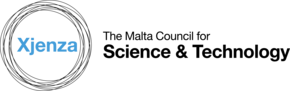 Xjenza
The Malta Council for
Science & Technology